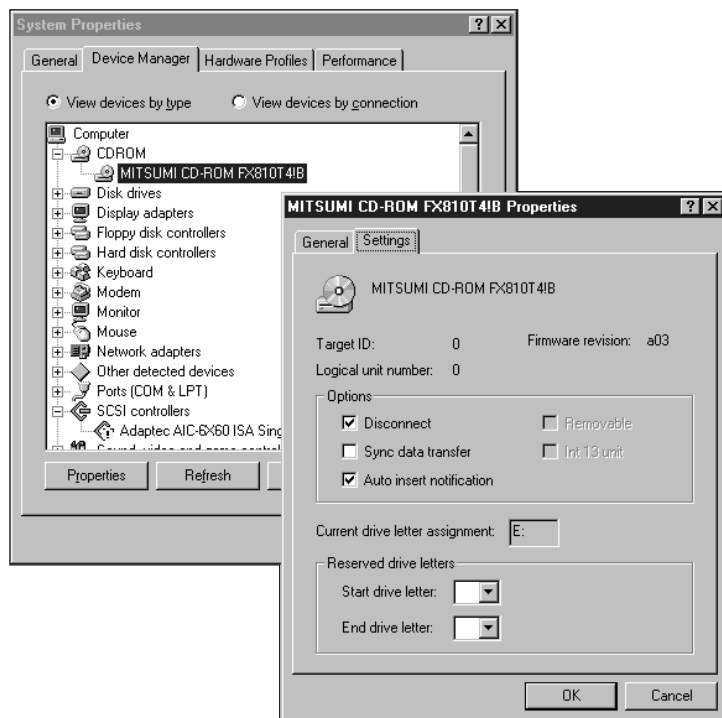 System Properties
General Device Manager Hardware Profiles Performance
View devices by type View devices by connection
Computer
CDROM
MITSUMI CD-ROM FX810T4!B
Disk drives
Display adapters
Floppy disk controllers
Hard disk controllers
Keyboard
Modem
Monitor
Mouse
Network adapters
Other detected devices
Ports (COM & LPT)
SCSI controllers
Adaptec AIC-6X60 ISA Sing
Sound, video and game control
Properties Refresh
MITSUMI CD-ROM FX810T4!B Properties
General Settings
MITSUMI CD-ROM FX810T4!B
Target ID: 0 Firmware revision: a03
Logical unit number: 0
Options
Disconnect Removable
Sync data transfer Int 13 unit
Auto insert notification
Current drive letter assignment: E:
Reserved drive letters
Start drive letter:
End drive letter:
OK Cancel